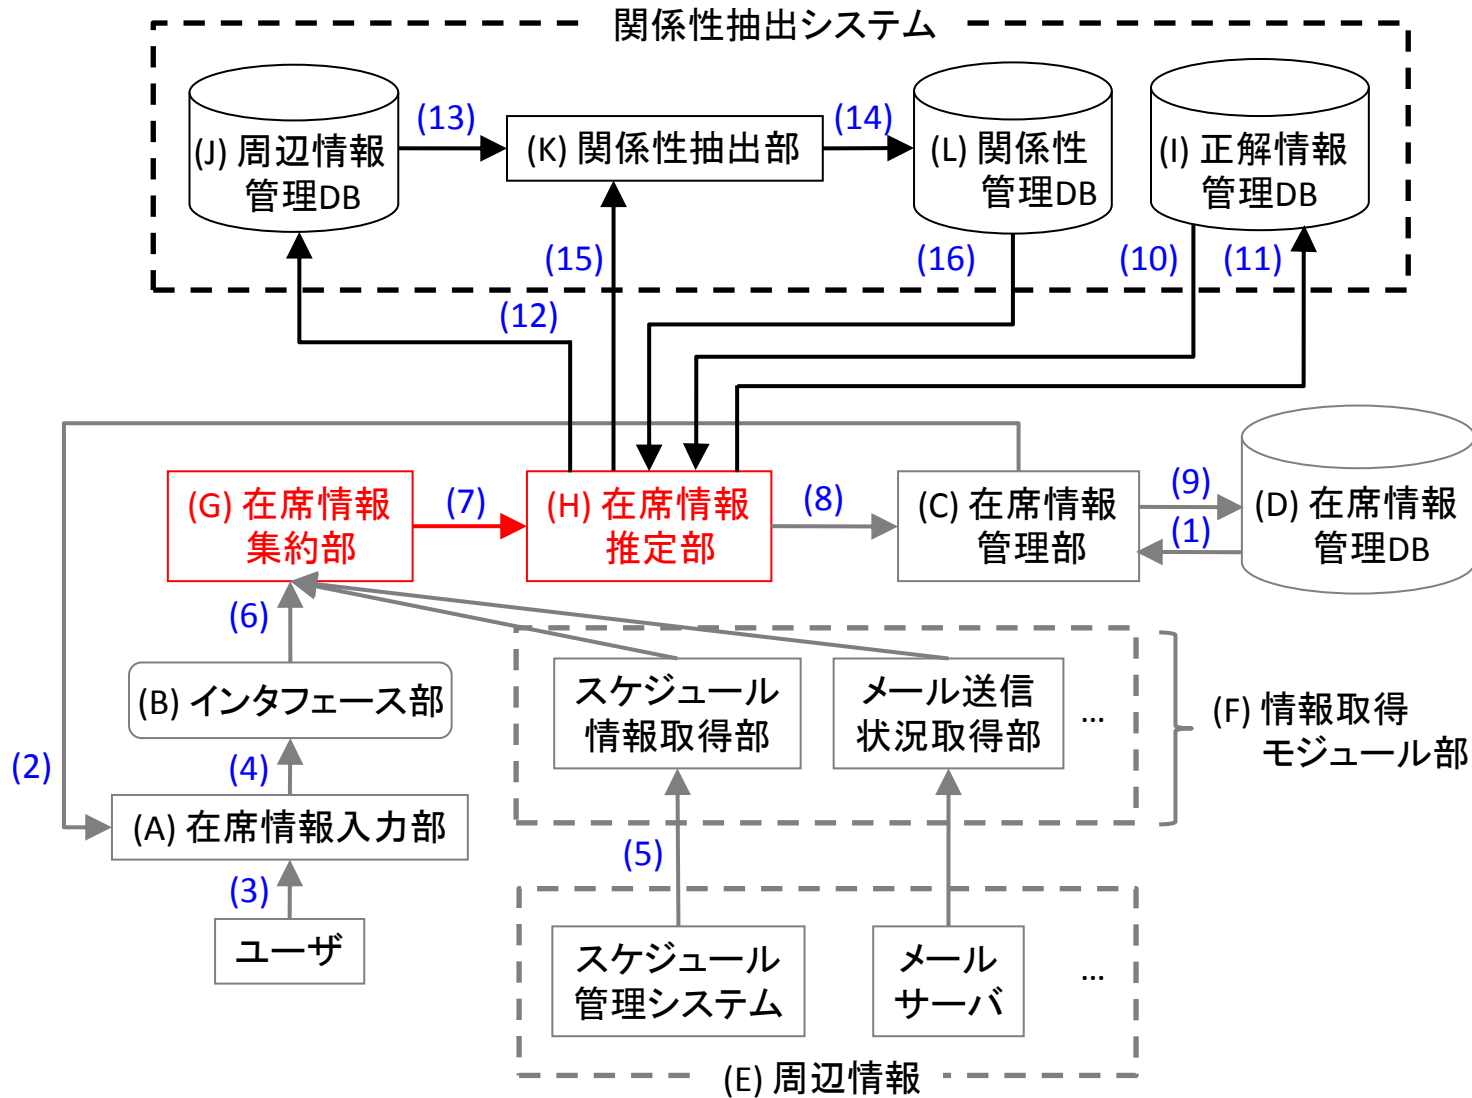 関係性抽出システム
(13)
(14)
(J) 周辺情報
管理DB
(K) 関係性抽出部
(L) 関係性
管理DB
(I) 正解情報
管理DB
(15)
(16)
(10)
(11)
(12)
(G) 在席情報
集約部
(7)
(H) 在席情報
推定部
(8)
(C) 在席情報
管理部
(9)
(1)
(D) 在席情報
管理DB
(6)
(B) インタフェース部
スケジュール
情報取得部
メール送信
状況取得部
...
(F) 情報取得
モジュール部
(2)
(4)
(A) 在席情報入力部
(5)
(3)
ユーザ
スケジュール
管理システム
メール
サーバ
...
(E) 周辺情報